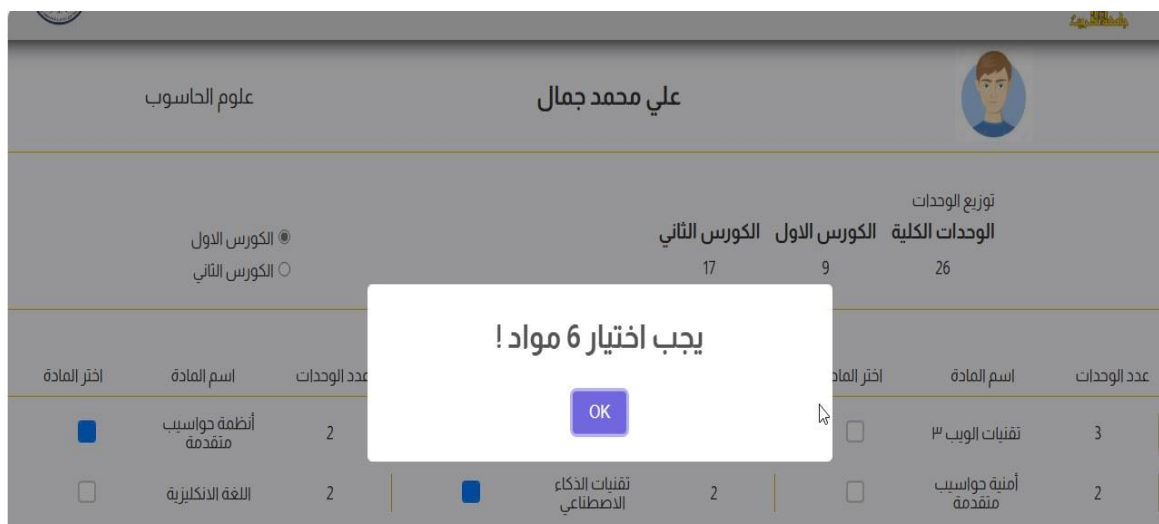 علي محمد جمال
علوم الحاسوب
توزيع الوحدات
الوحدات الكلية الكورس الاول الكورس الثاني
26 9 17
الكورس الاول
الكورس الثاني
يجب اختيار 6 مواد !
OK
عدد الوحدات اسم المادة اختر المادة عدد الوحدات اسم المادة اختر المادة
3 تقنيات الويب ٣ 2 أنظمة حواسيب متقدمة
2 أمنية حواسيب متقدمة 2 تقنيات الذكاء الاصطناعي 2 اللغة الانكليزية